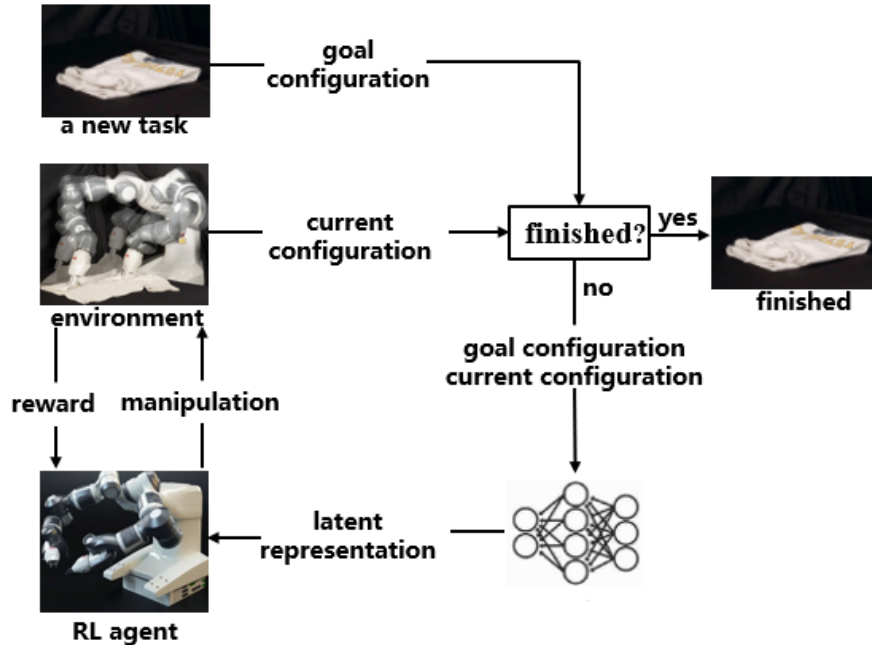 goal
configuration
a new task
current
configuration
finished?
yes
finished
no
environment
goal configuration
current configuration
reward
manipulation
latent
representation
RL agent